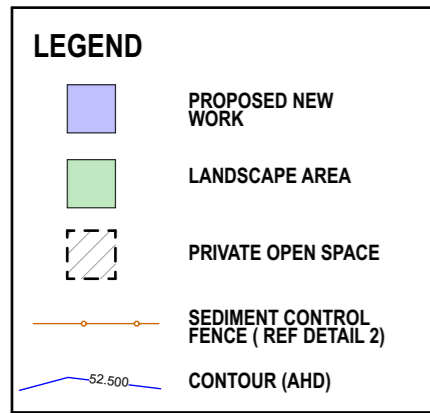 LEGEND
PROPOSED NEW
WORK
LANDSCAPE AREA
PRIVATE OPEN SPACE
SEDIMENT CONTROL
FENCE ( REF DETAIL 2)
52.500
CONTOUR (AHD)